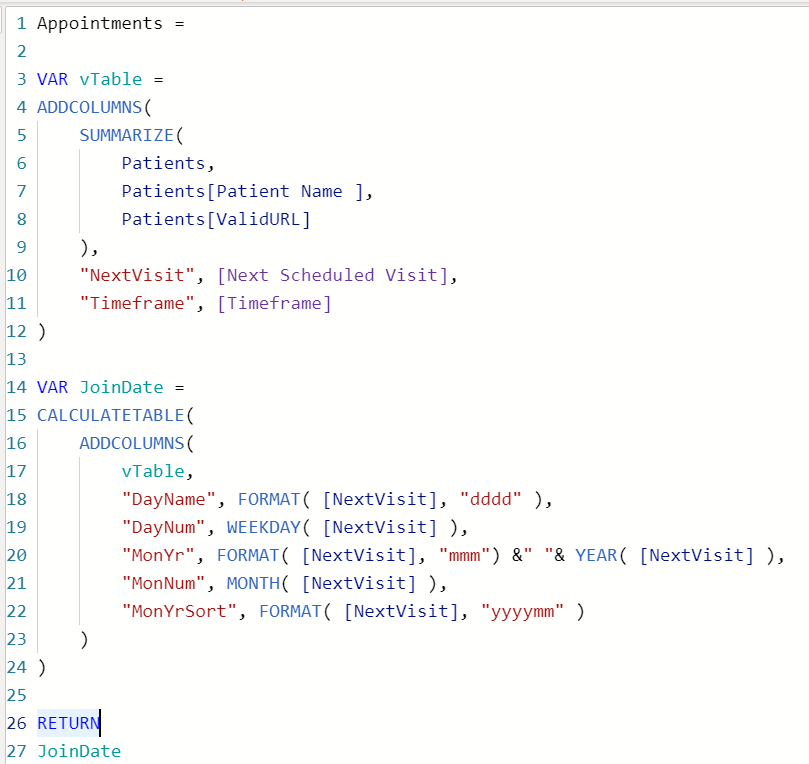 1 Appointments =
2
3 VAR vTable =
4 ADDCOLUMNS(
5     SUMMARIZE(
6         Patients,
7         Patients[Patient Name ],
8         Patients[ValidURL]
9     ),
10     "NextVisit", [Next Scheduled Visit],
11     "Timeframe", [Timeframe]
12 )
13
14 VAR JoinDate =
15 CALCULATETABLE(
16     ADDCOLUMNS(
17         vTable,
18         "DayName", FORMAT( [NextVisit], "dddd" ),
19         "DayNum", WEEKDAY( [NextVisit] ),
20         "MonYr", FORMAT( [NextVisit], "mmm") &" "& YEAR( [NextVisit] ),
21         "MonNum", MONTH( [NextVisit] ),
22         "MonYrSort", FORMAT( [NextVisit], "yyyymm" )
23     )
24 )
25
26 RETURN
27 JoinDate